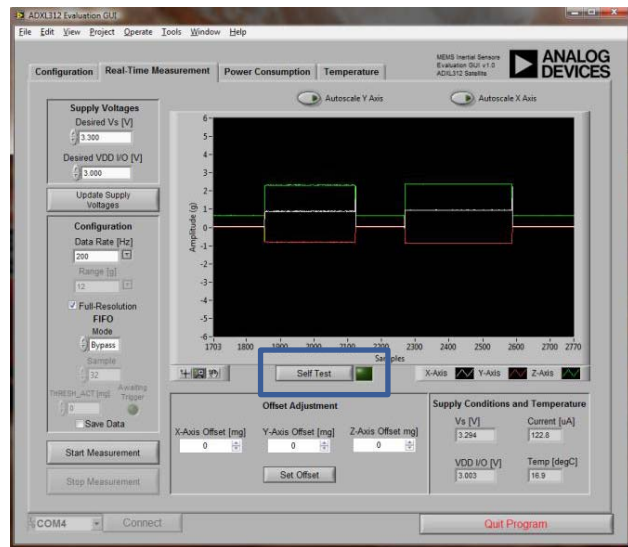 ADXL312 Evaluation GUI
File Edit View Project Operate Tools Window Help
MEMS Inertial Sensors
Evaluation GUI v1.0
ADXL312 Satellite
ANALOG
DEVICES
Configuration Real-Time Measurement Power Consumption Temperature
Autoscale Y Axis Autoscale X Axis
Supply Voltages
Desired Vs [V]
3.300
Desired VDD I/O [V]
3.000
Update Supply
Voltages
Configuration
Data Rate [Hz]
200
Range [g]
12
Full-Resolution
FIFO
Mode
Bypass
Sample
32
THRESH_ACT [mg] Awaiting
Trigger
0
Save Data
Start Measurement
Stop Measurement
Amplitude (g)
6
5
4
3
2
1
0
-1
-2
-3
-4
-5
-6
1703 1800 1900 2000 2100 2200 2300 2400 2500 2600 2700 2770
Samples
Self Test
X-Axis Y-Axis Z-Axis
Offset Adjustment
X-Axis Offset [mg] Y-Axis Offset [mg] Z-Axis Offset mg]
0 0 0
Set Offset
Supply Conditions and Temperature
Vs [V] Current [uA]
3.294 122.8
VDD I/O [V] Temp [degC]
3.003 16.9
COM4 Connect Quit Program